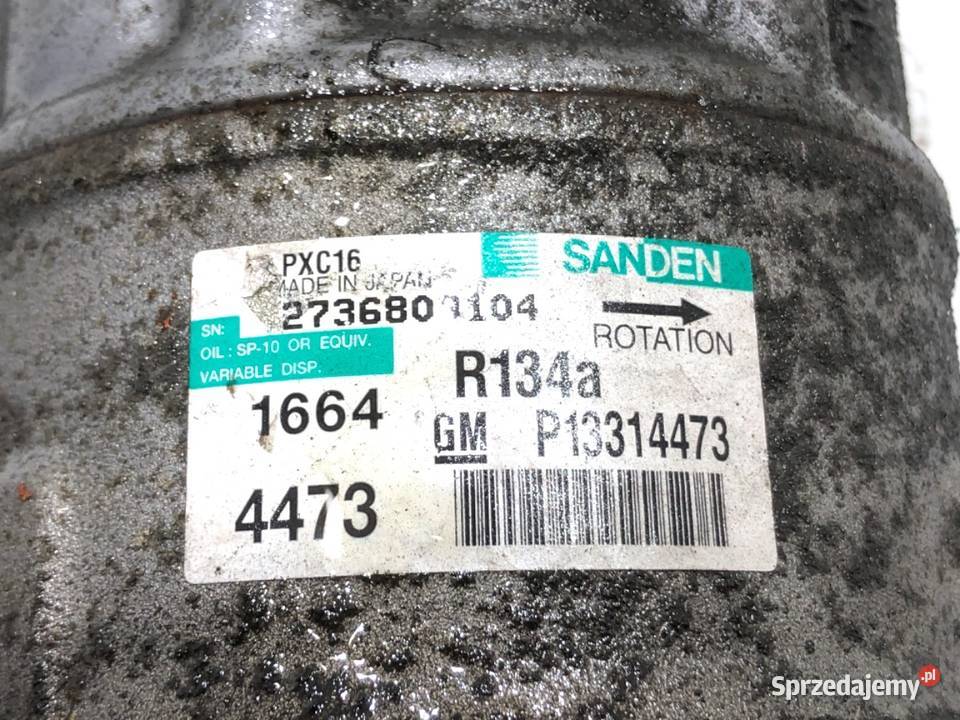 PXC16
SANDEN
MADE IN JAPAN
SN:
ROTATION
OIL : SP-10 OR EQUIV.
VARIABLE DISP.
R134a
1664
GM P13314473
4473
Sprzedajemy.pl